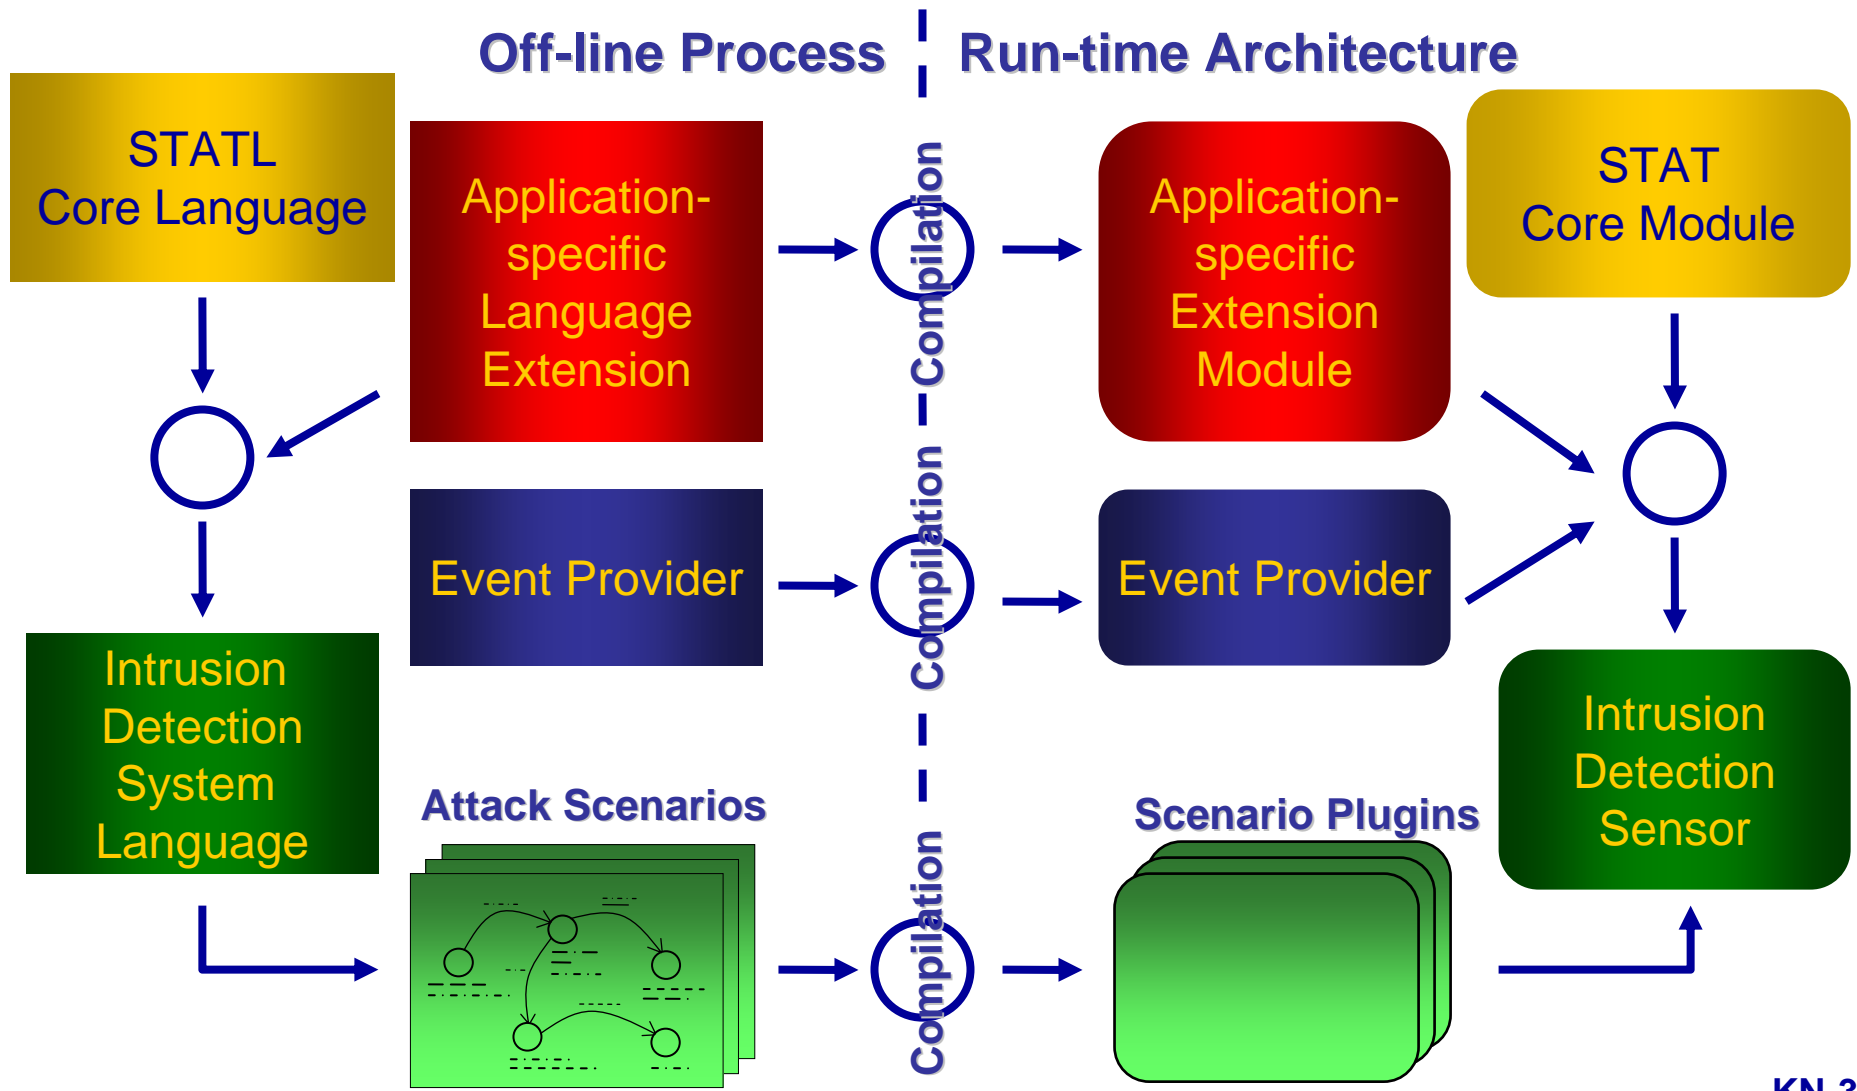 Off-line Process
Run-time Architecture
STATL
Core Language
Application-
specific
Language
Extension
Compilation
Application-
specific
Extension
Module
STAT
Core Module
Event Provider
Compilation
Event Provider
Intrusion
Detection
System
Language
Intrusion
Detection
Sensor
Attack Scenarios
Compilation
Scenario Plugins